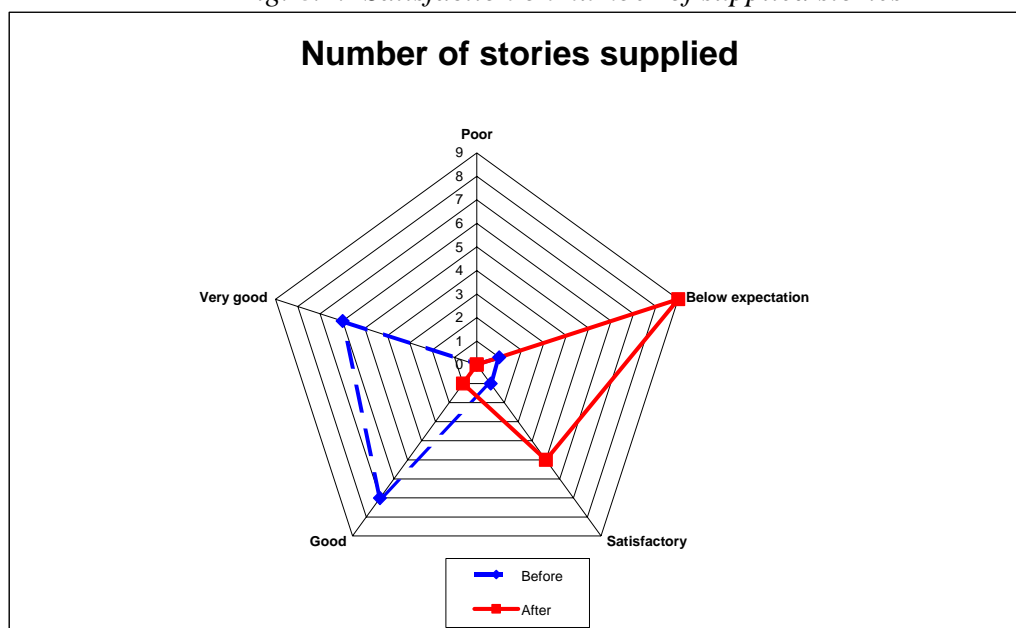 Number of stories supplied
Poor
9
8
7
6
5
4
3
2
1
0
Very good
Below expectation
Good
Satisfactory
Before
After